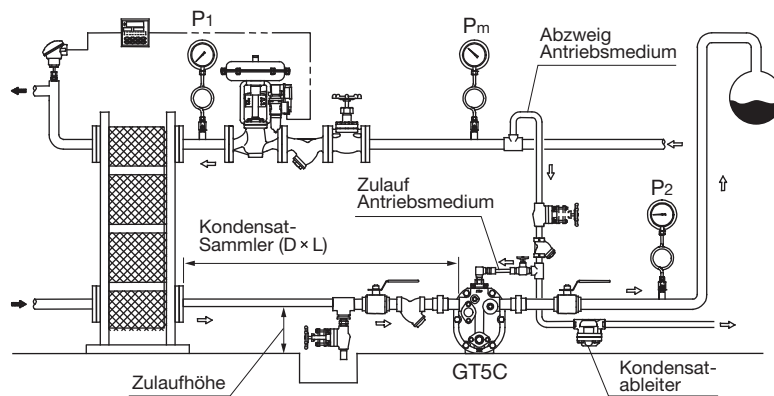 P1
Pm
Abzweig
Antriebsmedium
Zulauf
Antriebsmedium
P2
Kondensat-
Sammler (D × L)
Zulaufhöhe
GT5C
Kondensat-
ableiter